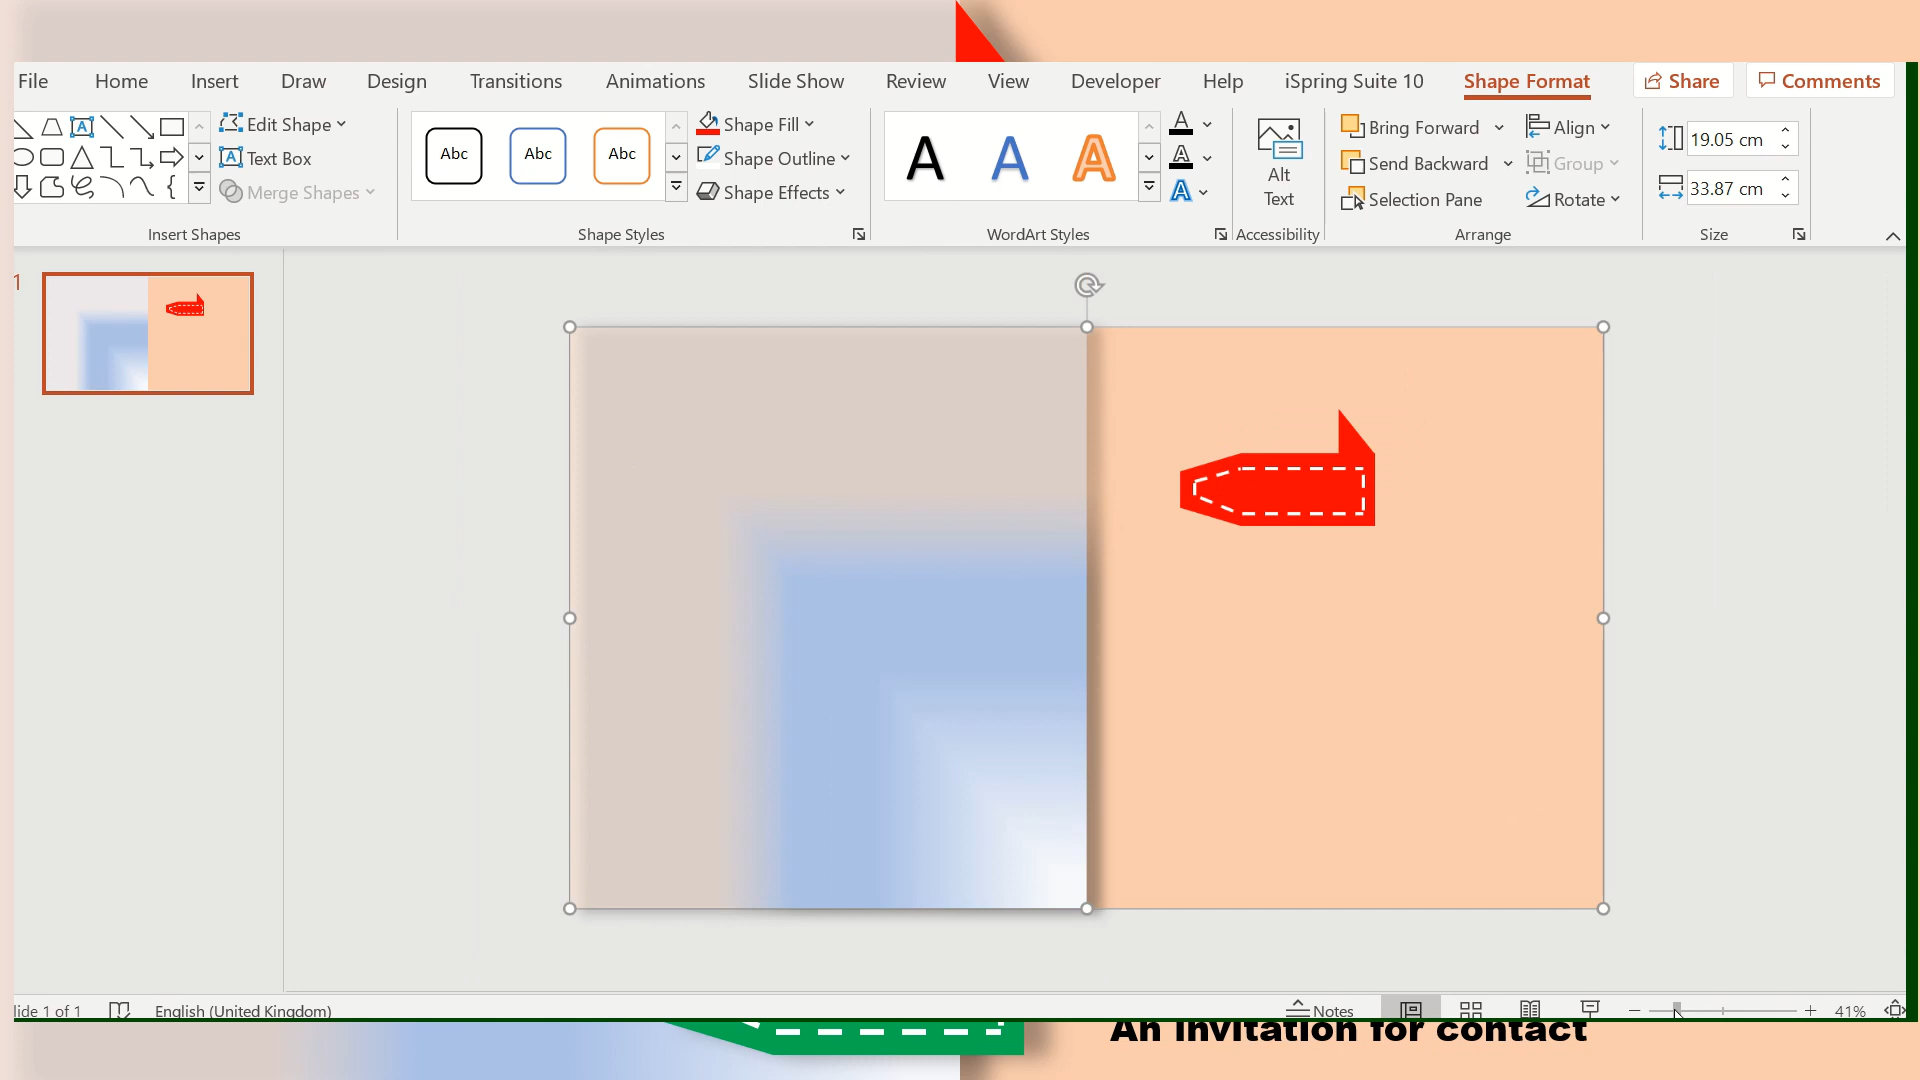 File Home Insert Draw Design Transitions Animations Slide Show Review View Developer Help iSpring Suite 10 Shape Format Share Comments
Edit Shape
Text Box
Merge Shapes
Insert Shapes
Abc Abc Abc
Shape Fill
Shape Outline
Shape Effects
Shape Styles
A A A
WordArt Styles
Alt
Text
Accessibility
Bring Forward
Send Backward
Selection Pane
Align
Group
Rotate
Arrange
19.05 cm
33.87 cm
Size
1
lide 1 of 1 English (United Kingdom) Notes 41%
An invitation for contact